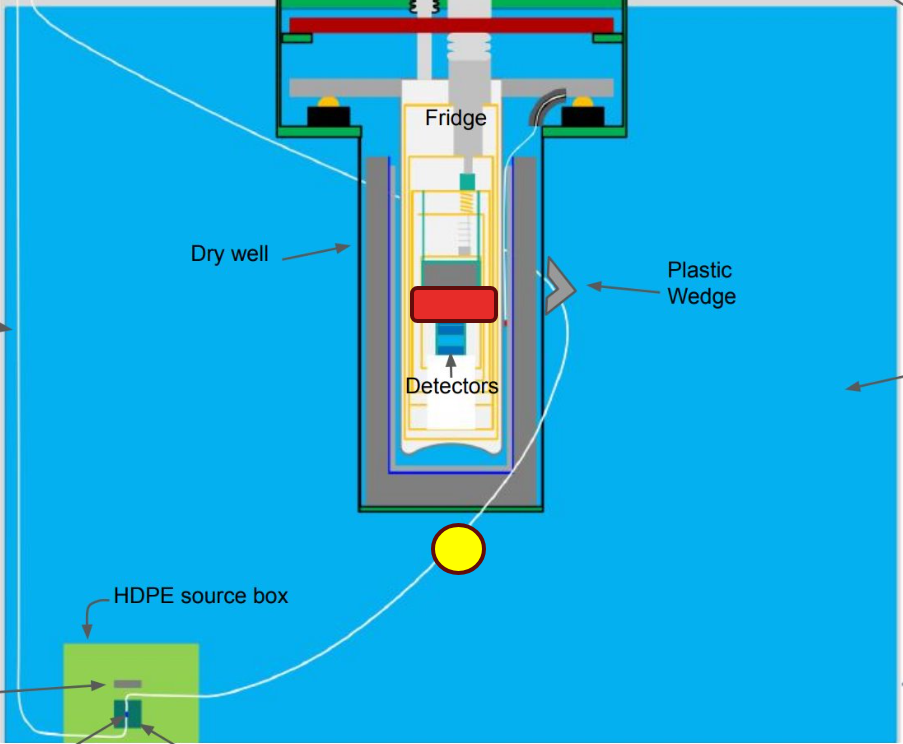 Fridge
Dry well
Plastic
Wedge
Detectors
HDPE source box